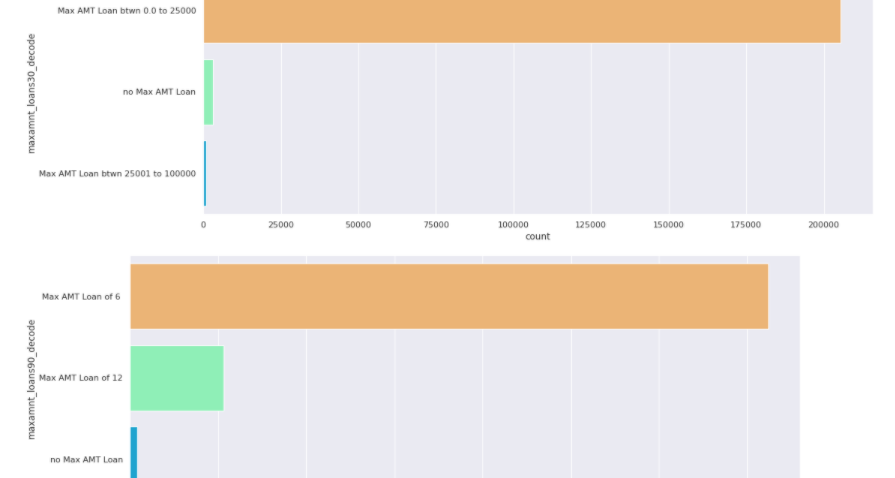 Max AMT Loan btwn 0.0 to 25000
maxamnt_loans30_decode
no Max AMT Loan
Max AMT Loan btwn 25001 to 100000
0 25000 50000 75000 100000 125000 150000 175000 200000
count
Max AMT Loan of 6
maxamnt_loans90_decode
Max AMT Loan of 12
no Max AMT Loan